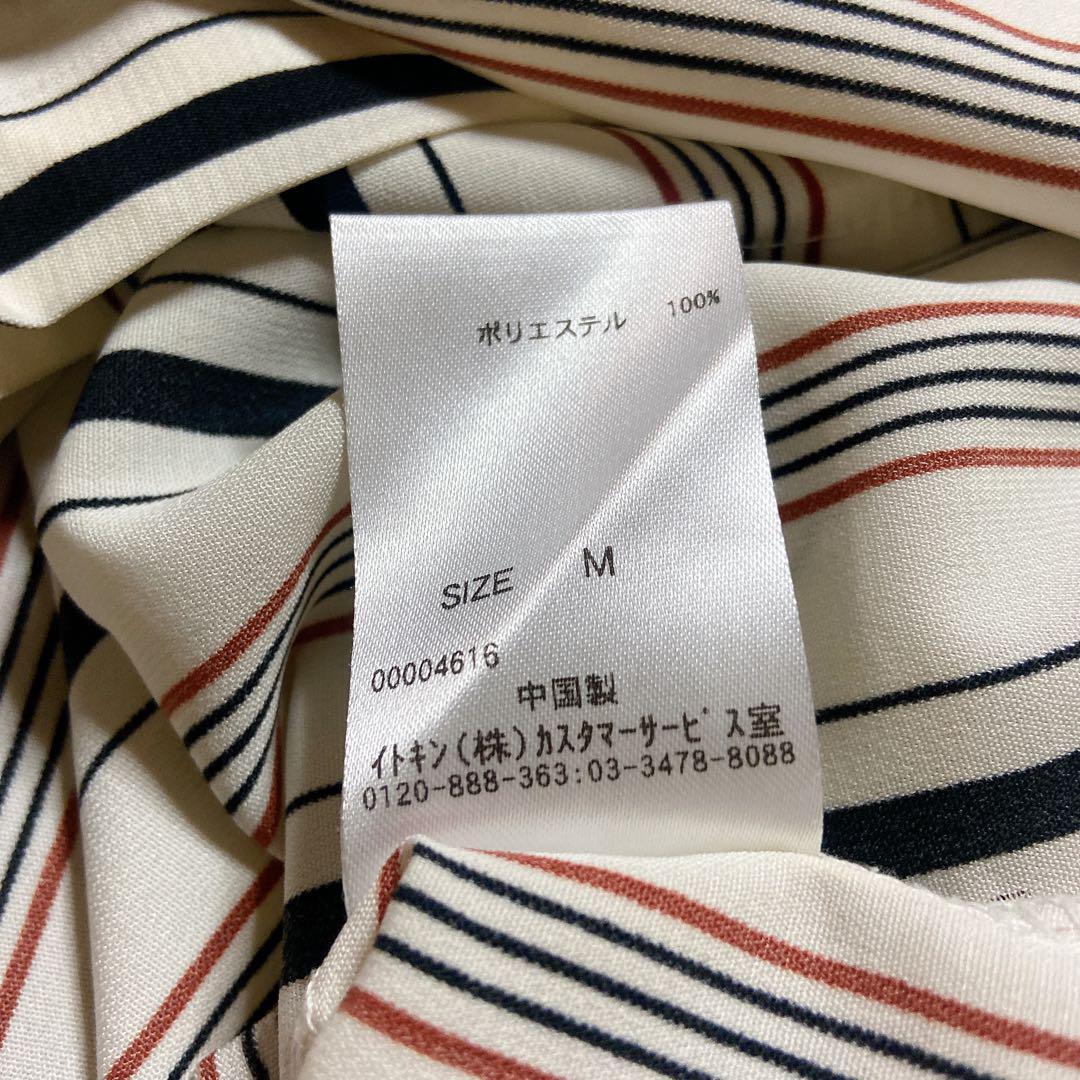 ポリエステル 100%
SIZE M
00004616
中国製
イトキン(株)カスタマーサービス室
0120-888-363:03-3478-8088